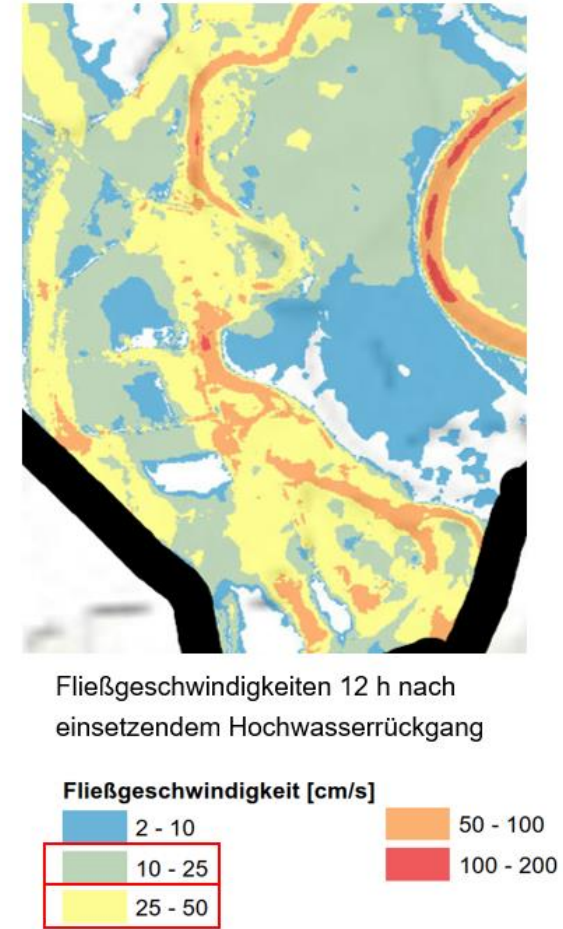 Fließgeschwindigkeiten 12 h nach
einsetzendem Hochwasserrückgang
Fließgeschwindigkeit [cm/s]
2 - 10
10 - 25
25 - 50
50 - 100
100 - 200